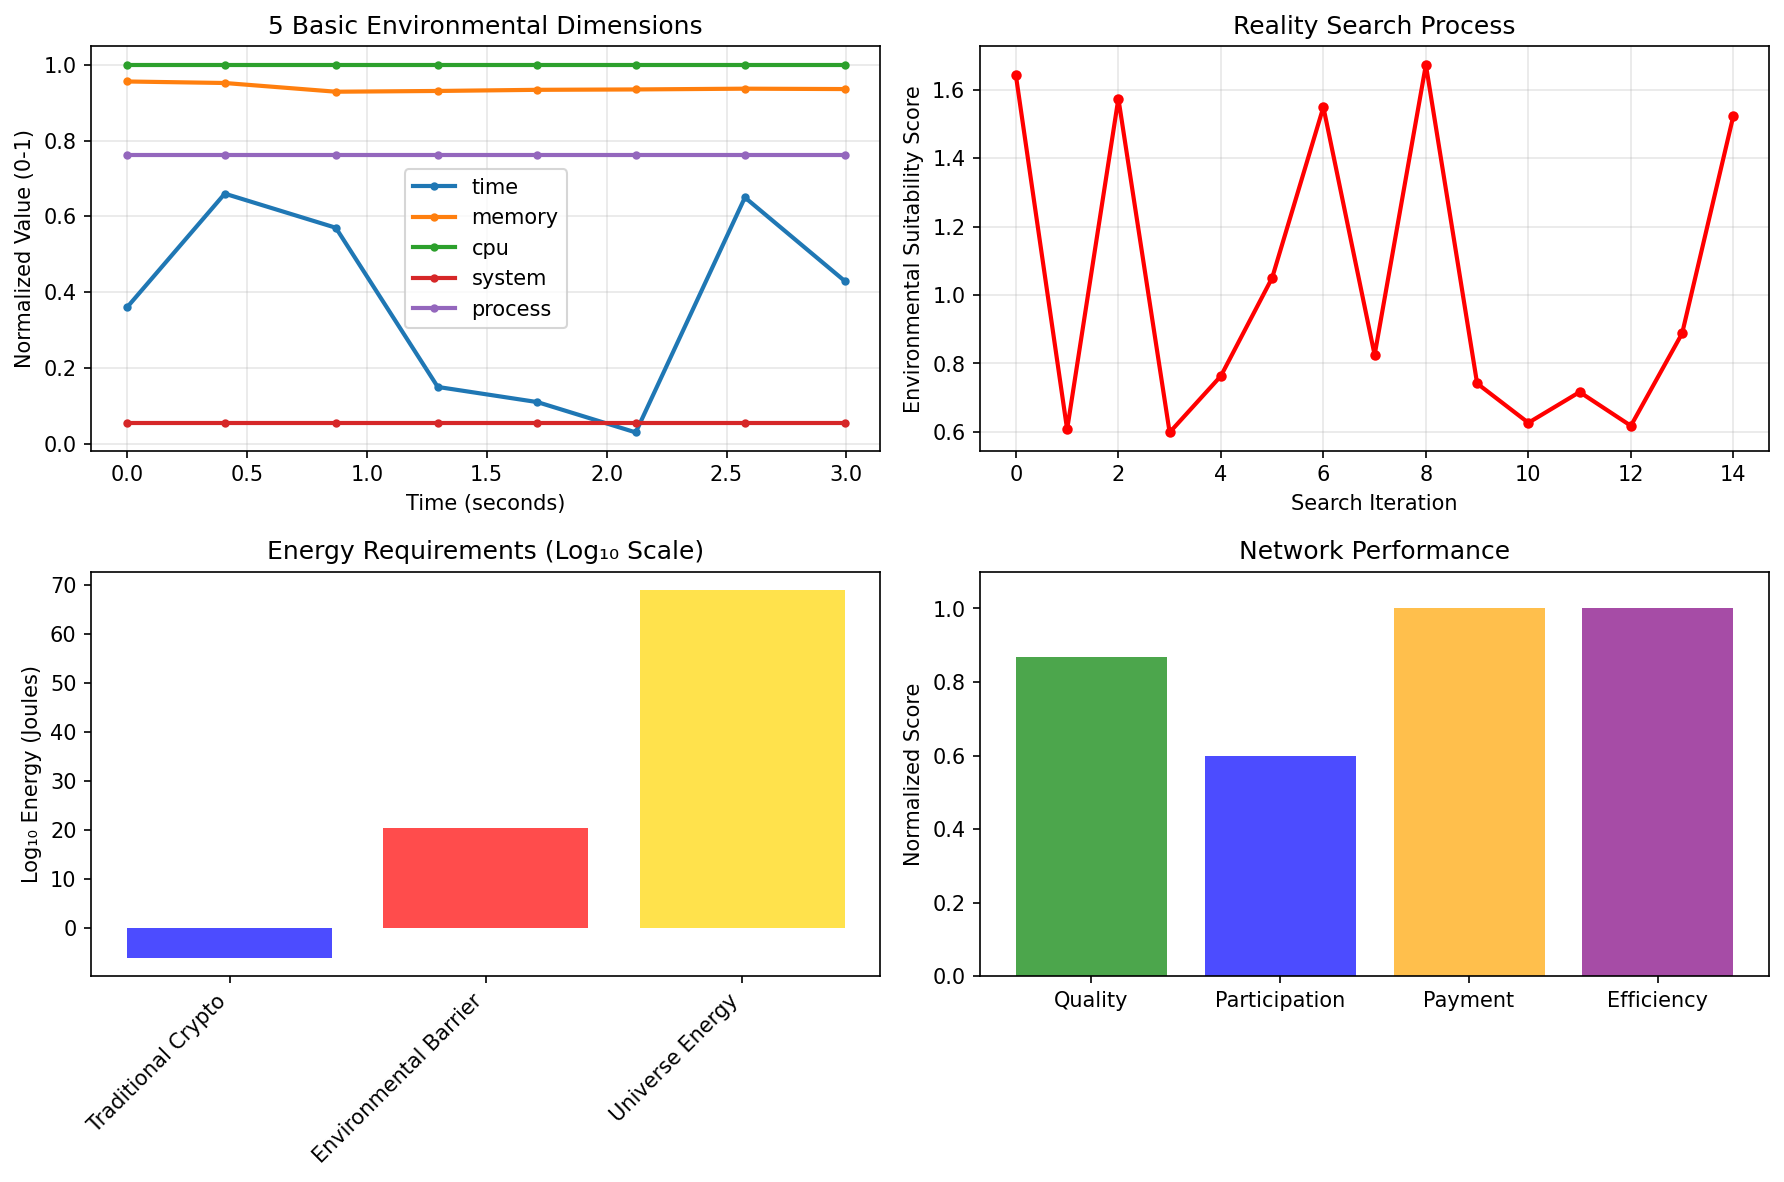 5 Basic Environmental Dimensions
Normalized Value (0-1)
1.0
0.8
0.6
0.4
0.2
0.0
time
memory
cpu
system
process
0.0 0.5 1.0 1.5 2.0 2.5 3.0
Time (seconds)
Reality Search Process
Environmental Suitability Score
1.6
1.4
1.2
1.0
0.8
0.6
0 2 4 6 8 10 12 14
Search Iteration
Energy Requirements (Log₁₀ Scale)
Log₁₀ Energy (Joules)
70
60
50
40
30
20
10
0
Traditional Crypto
Environmental Barrier
Universe Energy
Network Performance
Normalized Score
1.0
0.8
0.6
0.4
0.2
0.0
Quality Participation Payment Efficiency